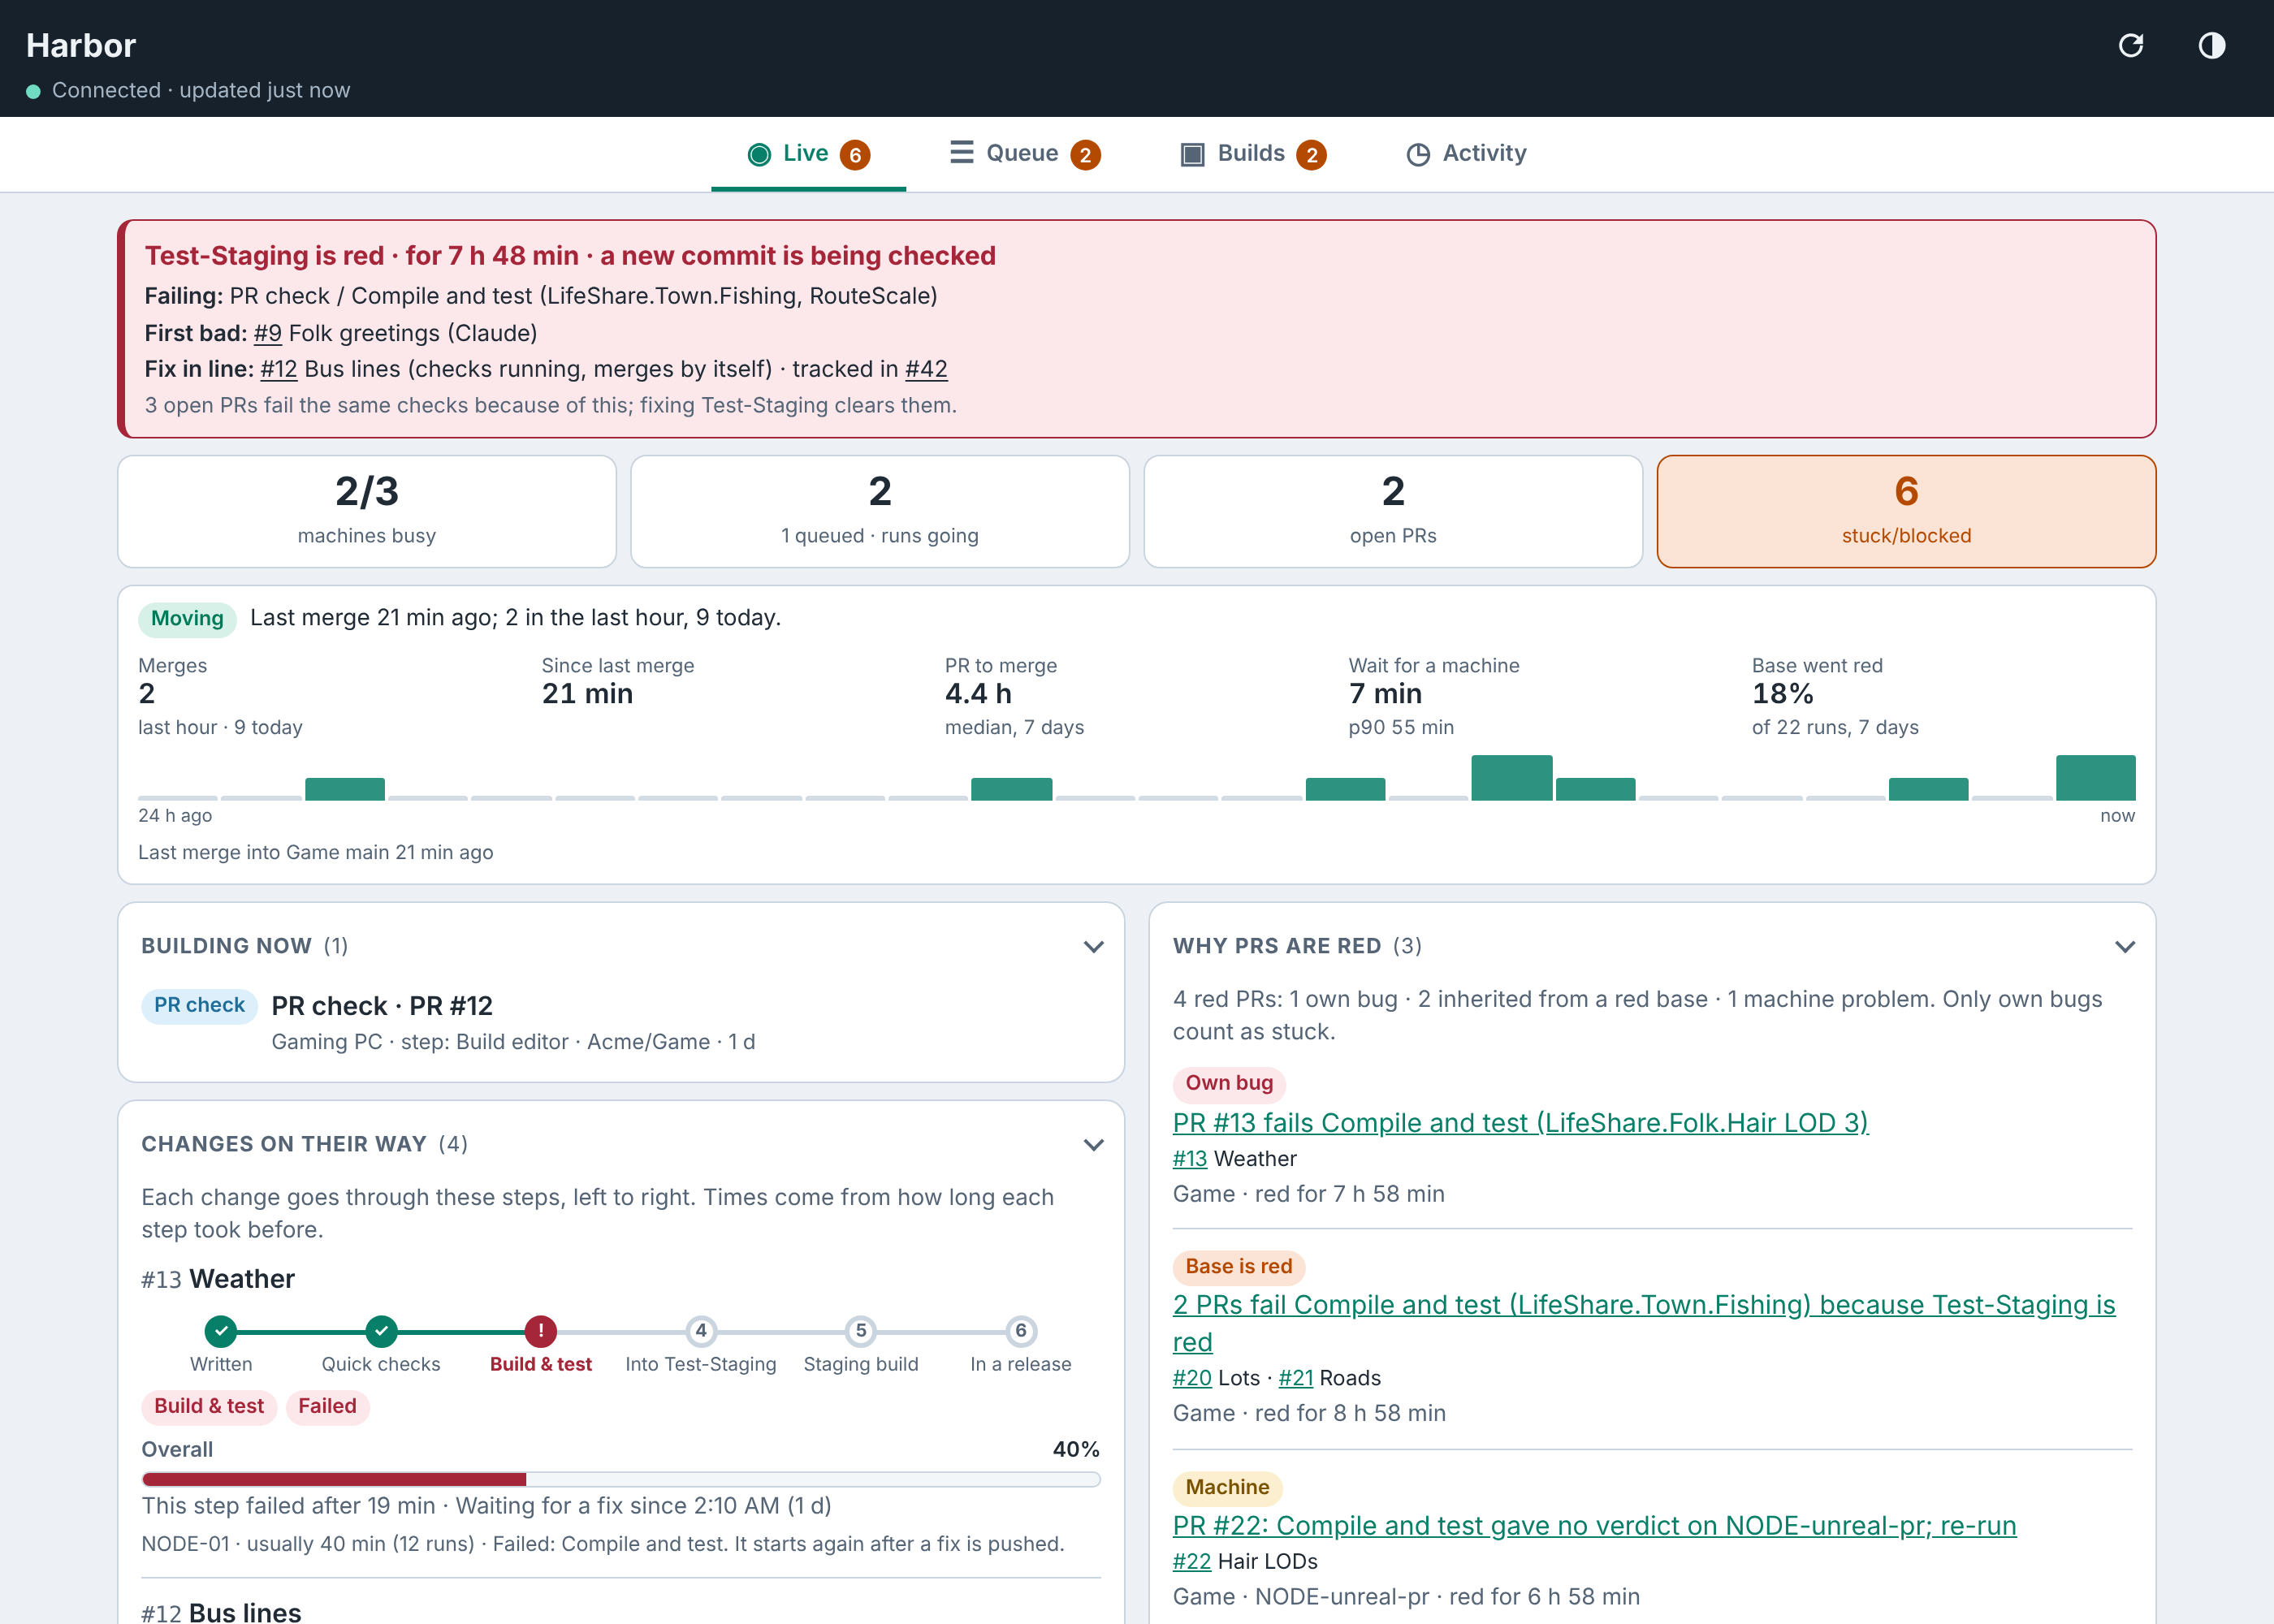 Harbor
Connected · updated just now
Live 6
Queue 2
Builds 2
Activity
Test-Staging is red · for 7 h 48 min · a new commit is being checked
Failing: PR check / Compile and test (LifeShare.Town.Fishing, RouteScale)
First bad: #9 Folk greetings (Claude)
Fix in line: #12 Bus lines (checks running, merges by itself) · tracked in #42
3 open PRs fail the same checks because of this; fixing Test-Staging clears them.
2/3
machines busy
2
1 queued · runs going
2
open PRs
6
stuck/blocked
Moving Last merge 21 min ago; 2 in the last hour, 9 today.
Merges
2
last hour · 9 today
Since last merge
21 min
PR to merge
4.4 h
median, 7 days
Wait for a machine
7 min
p90 55 min
Base went red
18%
of 22 runs, 7 days
24 h ago
now
Last merge into Game main 21 min ago
BUILDING NOW (1)
PR check PR check · PR #12
Gaming PC · step: Build editor · Acme/Game · 1 d
CHANGES ON THEIR WAY (4)
Each change goes through these steps, left to right. Times come from how long each
step took before.
#13 Weather
! 4 5 6
Written Quick checks Build & test Into Test-Staging Staging build In a release
Build & test Failed
Overall 40%
This step failed after 19 min · Waiting for a fix since 2:10 AM (1 d)
NODE-01 · usually 40 min (12 runs) · Failed: Compile and test. It starts again after a fix is pushed.
#12 Bus lines
WHY PRS ARE RED (3)
4 red PRs: 1 own bug · 2 inherited from a red base · 1 machine problem. Only own bugs
count as stuck.
Own bug
PR #13 fails Compile and test (LifeShare.Folk.Hair LOD 3)
#13 Weather
Game · red for 7 h 58 min
Base is red
2 PRs fail Compile and test (LifeShare.Town.Fishing) because Test-Staging is
red
#20 Lots · #21 Roads
Game · red for 8 h 58 min
Machine
PR #22: Compile and test gave no verdict on NODE-unreal-pr; re-run
#22 Hair LODs
Game · NODE-unreal-pr · red for 6 h 58 min